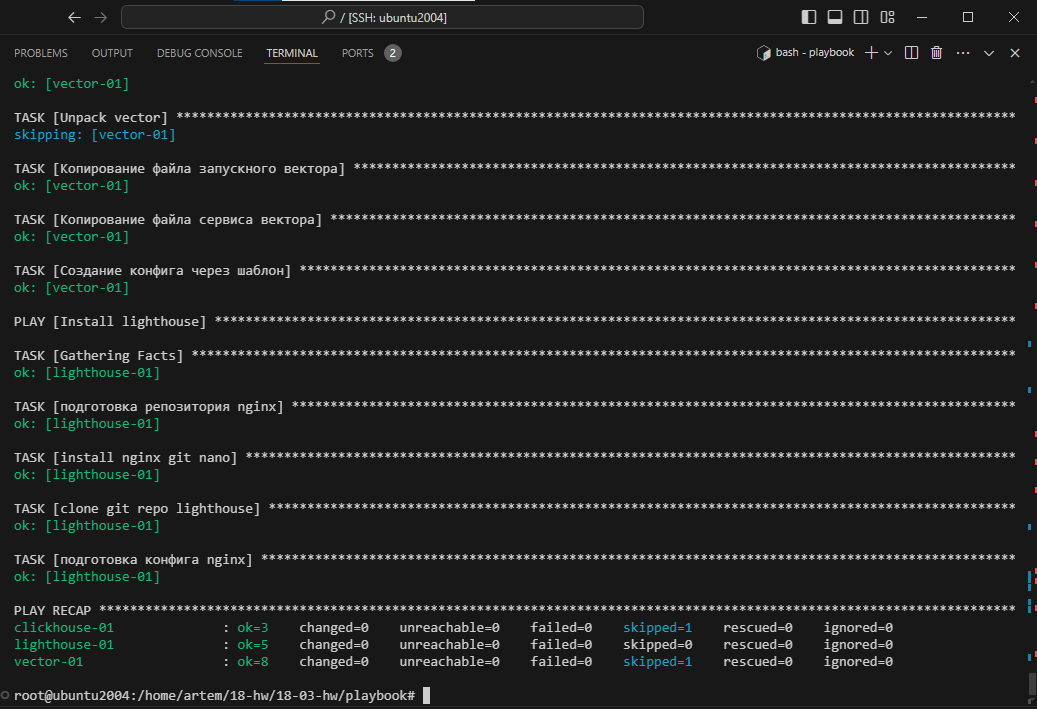 / [SSH: ubuntu2004]
PROBLEMS OUTPUT DEBUG CONSOLE TERMINAL PORTS 2 bash - playbook
ok: [vector-01]
TASK [Unpack vector] *************************************************************************************************************
skipping: [vector-01]
TASK [Копирование файла запускного вектора] **************************************************************************************
ok: [vector-01]
TASK [Копирование файла сервиса вектора] *****************************************************************************************
ok: [vector-01]
TASK [Создание конфига через шаблон] *********************************************************************************************
ok: [vector-01]
PLAY [Install lighthouse] ********************************************************************************************************
TASK [Gathering Facts] ***********************************************************************************************************
ok: [lighthouse-01]
TASK [подготовка репозитория nginx] **********************************************************************************************
ok: [lighthouse-01]
TASK [install nginx git nano] ****************************************************************************************************
ok: [lighthouse-01]
TASK [clone git repo lighthouse] *************************************************************************************************
ok: [lighthouse-01]
TASK [подготовка конфига nginx] **************************************************************************************************
ok: [lighthouse-01]
PLAY RECAP ***********************************************************************************************************************
clickhouse-01 : ok=3 changed=0 unreachable=0 failed=0 skipped=1 rescued=0 ignored=0
lighthouse-01 : ok=5 changed=0 unreachable=0 failed=0 skipped=0 rescued=0 ignored=0
vector-01 : ok=8 changed=0 unreachable=0 failed=0 skipped=1 rescued=0 ignored=0
root@ubuntu2004:/home/artem/18-hw/18-03-hw/playbook#